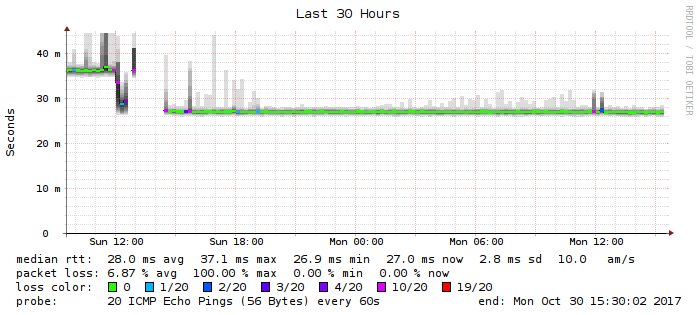 Last 30 Hours
RRDTOOL / TOBI OETIKER
Seconds
40 m
30 m
20 m
10 m
0
Sun 12:00 Sun 18:00 Mon 00:00 Mon 06:00 Mon 12:00
median rtt: 28.0 ms avg 37.1 ms max 26.9 ms min 27.0 ms now 2.8 ms sd 10.0 am/s
packet loss: 6.87 % avg 100.00 % max 0.00 % min 0.00 % now
loss color: 0 1/20 2/20 3/20 4/20 10/20 19/20
probe: 20 ICMP Echo Pings (56 Bytes) every 60s end: Mon Oct 30 15:30:02 2017